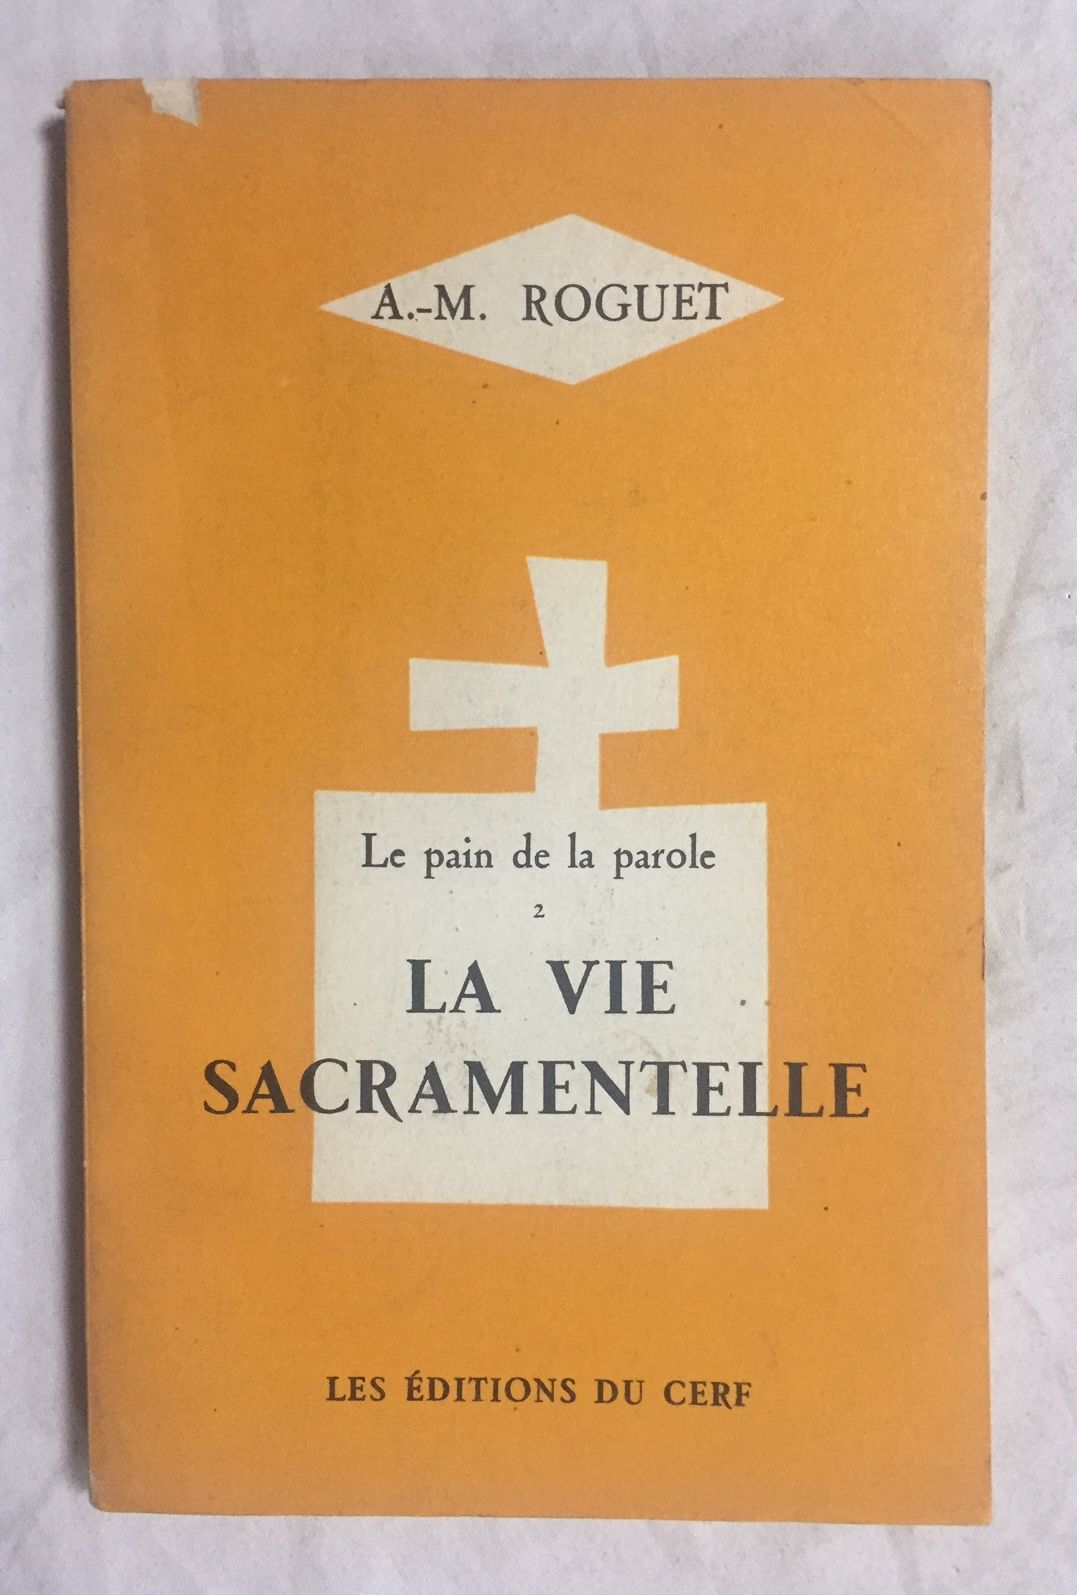 A.-M. ROGUET
Le pain de la parole
2
LA VIE
SACRAMENTELLE
LES ÉDITIONS DU CERF